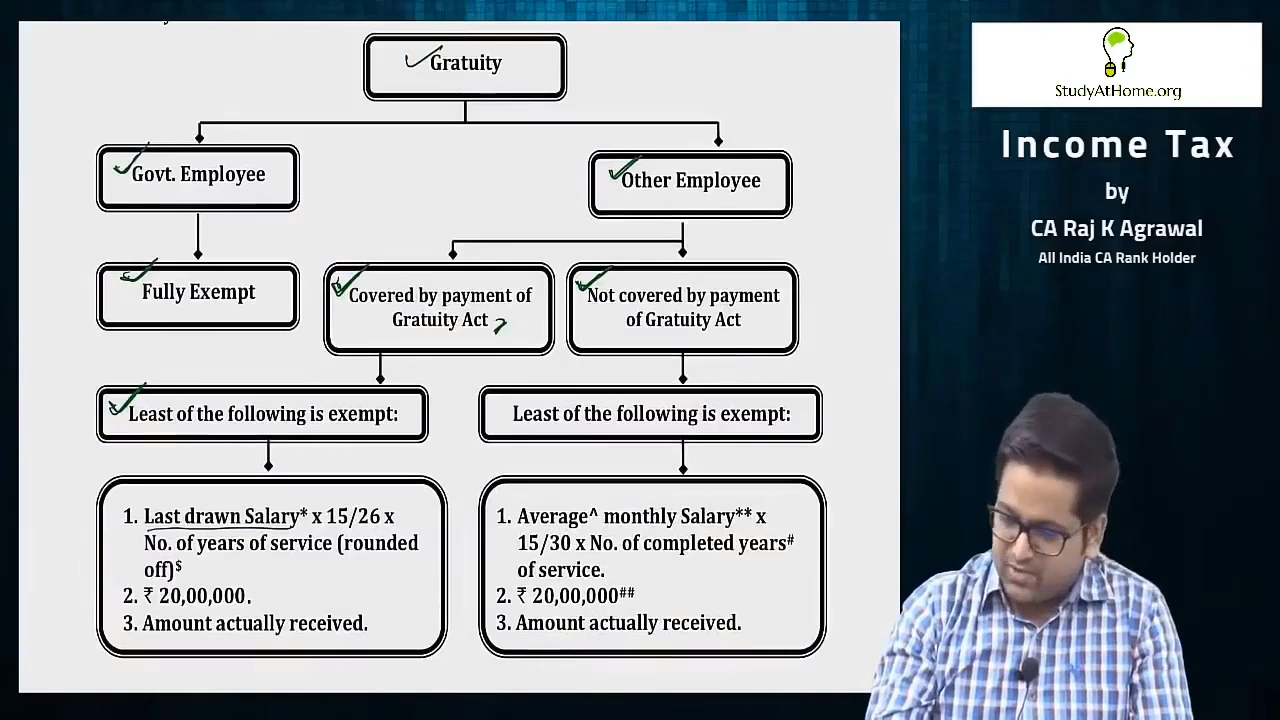 Gratuity
Govt. Employee
Other Employee
Fully Exempt
Covered by payment of
Gratuity Act
Not covered by payment
of Gratuity Act
Least of the following is exempt:
Least of the following is exempt:
1. Last drawn Salary* x 15/26 x
No. of years of service (rounded
off)$
2. ₹ 20,00,000.
3. Amount actually received.
1. Average^ monthly Salary** x
15/30 x No. of completed years#
of service.
2. ₹ 20,00,000##
3. Amount actually received.
StudyAtHome.org
Income Tax
by
CA Raj K Agrawal
All India CA Rank Holder